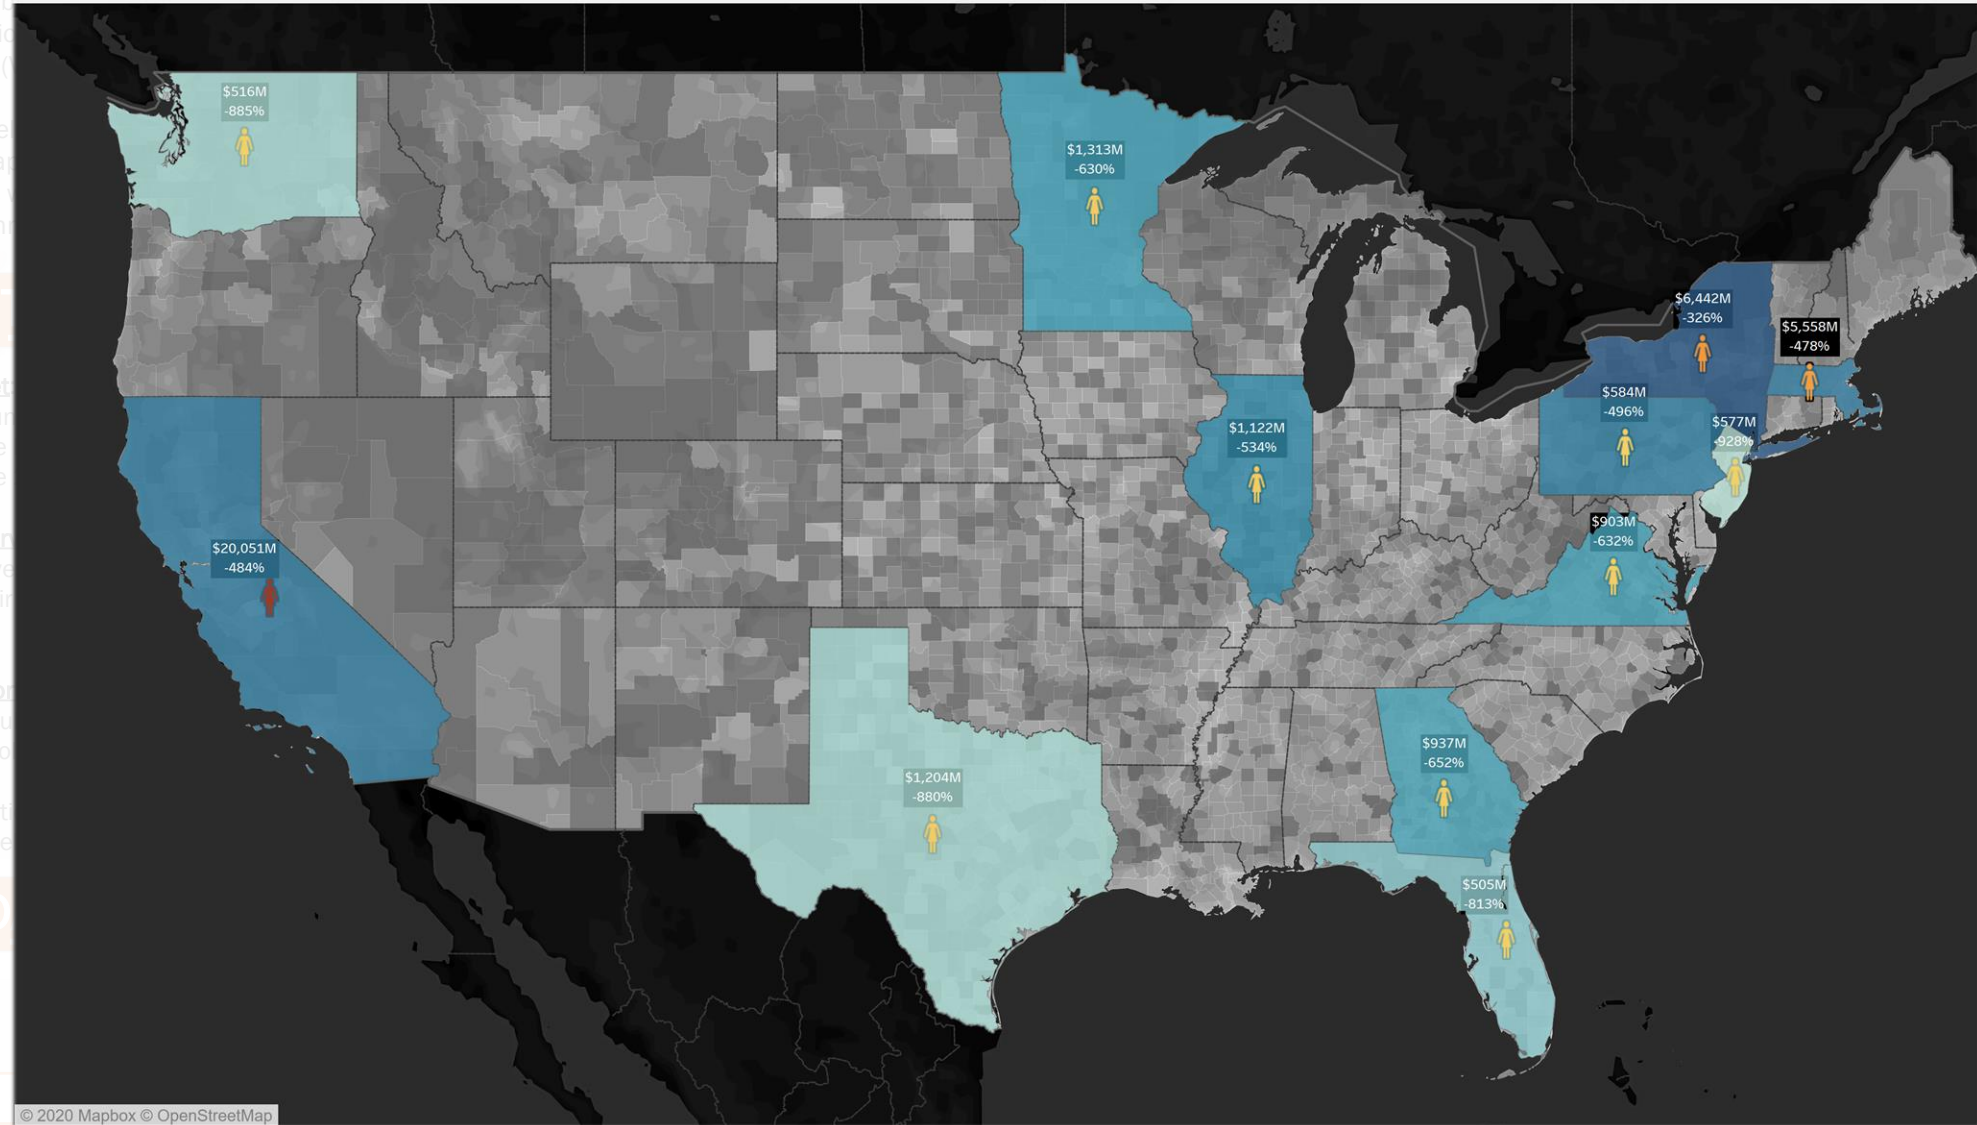 $516M
-885%
$1,313M
-630%
$6,442M
-326%
$5,558M
-478%
$584M
-496%
$577M
-928%
$1,122M
-534%
$903M
-632%
$20,051M
-484%
$937M
-652%
$1,204M
-880%
$505M
-813%
© 2020 Mapbox © OpenStreetMap